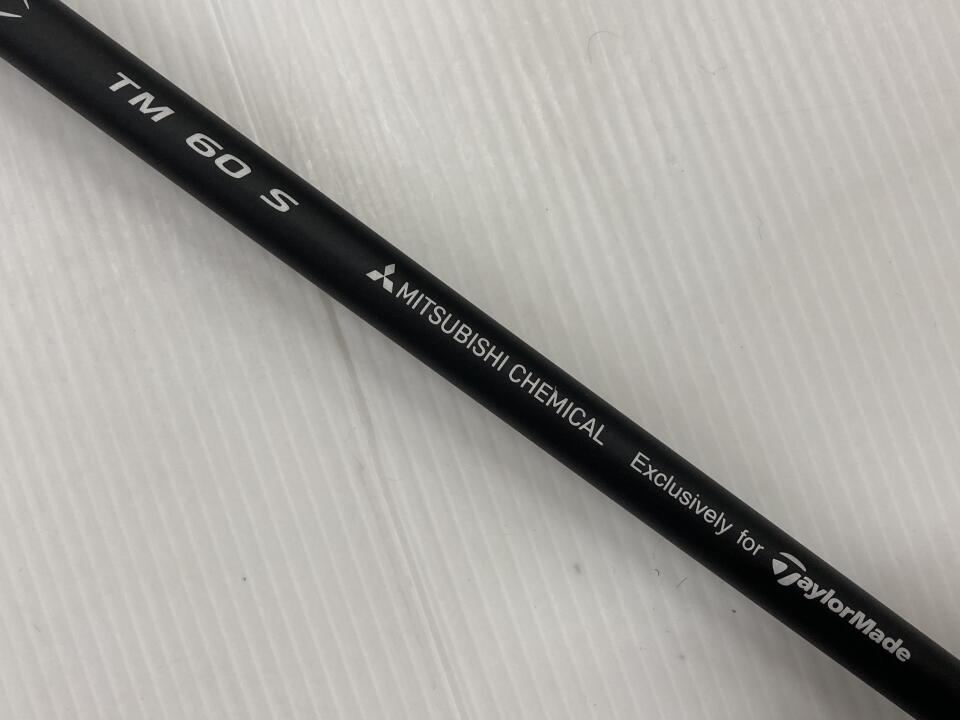 TM 60 S
MITSUBISHI CHEMICAL
Exclusively for TaylorMade